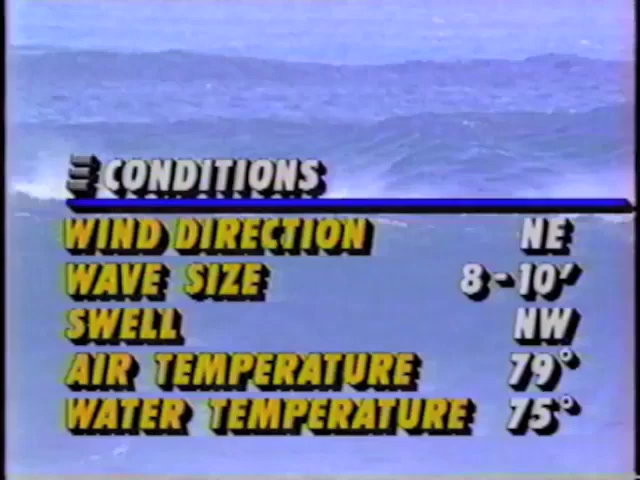 CONDITIONS
WIND DIRECTION NE
WAVE SIZE 8-10'
SWELL NW
AIR TEMPERATURE 79°
WATER TEMPERATURE 75°